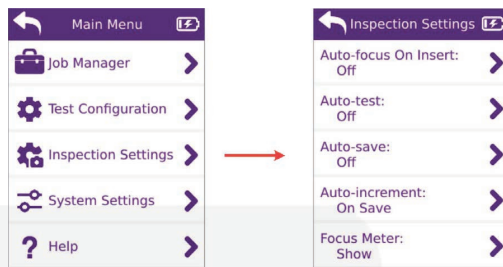 Main Menu
Job Manager
Test Configuration
Inspection Settings
System Settings
Help
Inspection Settings
Auto-focus On Insert:
Off
Auto-test:
Off
Auto-save:
Off
Auto-increment:
On Save
Focus Meter:
Show